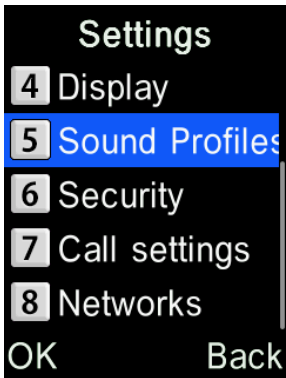 Settings
4 Display
5 Sound Profiles
6 Security
7 Call settings
8 Networks
OK Back